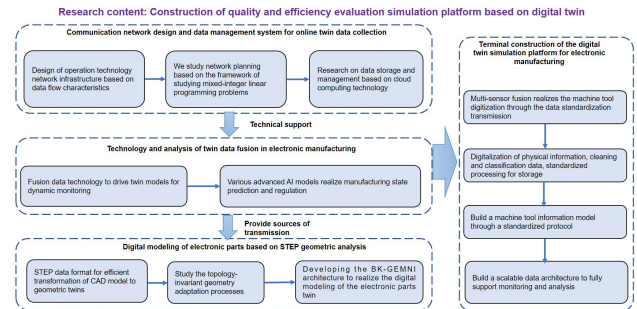 Research content: Construction of quality and efficiency evaluation simulation platform based on digital twin
Communication network design and data management system for online twin data collection
Design of operation technology
network infrastructure based on
data flow characteristics
We study network planning
based on the framework of
studying mixed-integer linear
programming problems
Research on data storage and
management based on cloud
computing technology
Technical support
Technology and analysis of twin data fusion in electronic manufacturing
Fusion data technology to drive twin models for
dynamic monitoring
Various advanced AI models realize manufacturing state
prediction and regulation
Provide sources of
transmission
Digital modeling of electronic parts based on STEP geometric analysis
STEP data format for efficient
transformation of CAD model to
geometric twins
Study the topology-
invariant geometry
adaptation processes
Developing the BK-GEMNI
architecture to realize the digital
modeling of the electronic parts
twin
Terminal construction of the digital
twin simulation platform for electronic
manufacturing
Multi-sensor fusion realizes the machine tool
digitization through the data standardization
transmission
Digitalization of physical information, cleaning
and classification data, standardized
processing for storage
Build a machine tool information model
through a standardized protocol
Build a scalable data architecture to fully
support monitoring and analysis